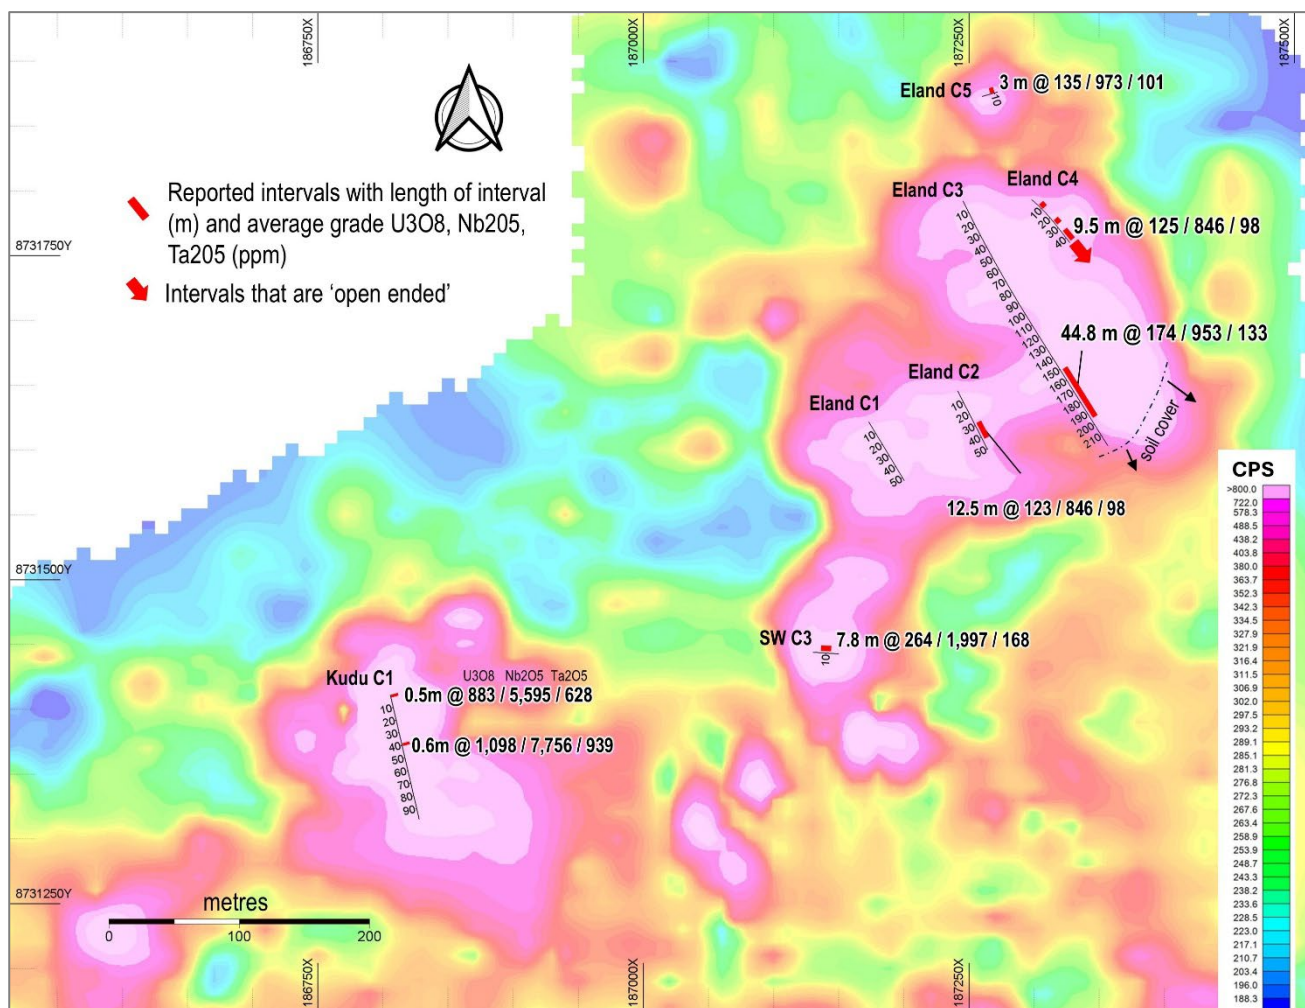 186750X
187000X
187250X
187500X
Eland C5
3 m @ 135 / 973 / 101
10
Reported intervals with length of interval
(m) and average grade U3O8, Nb205,
Ta205 (ppm)
Intervals that are 'open ended'
8731750Y
Eland C3
Eland C4
10
20
30
40
9.5 m @ 125 / 846 / 98
10
20
30
40
50
60
70
80
90
100
110
120
130
140
150
160
170
180
190
200
210
44.8 m @ 174 / 953 / 133
soil cover
Eland C2
10
20
30
40
50
12.5 m @ 123 / 846 / 98
Eland C1
10
20
30
40
50
8731500Y
SW C3
7.8 m @ 264 / 1,997 / 168
10
Kudu C1
U3O8 Nb2O5 Ta2O5
0.5m @ 883 / 5,595 / 628
0.6m @ 1,098 / 7,756 / 939
10
20
30
40
50
60
70
80
90
8731250Y
metres
0
100
200
186750X
187000X
187250X
CPS
>800.0
722.0
578.3
488.5
438.2
403.8
380.0
363.7
352.3
342.3
334.5
327.9
321.9
316.4
311.5
306.9
302.0
297.5
293.2
289.1
285.1
281.3
276.8
272.3
267.6
263.4
258.9
253.9
248.7
243.3
238.2
233.6
228.5
223.0
217.1
210.7
203.4
196.2
188.3